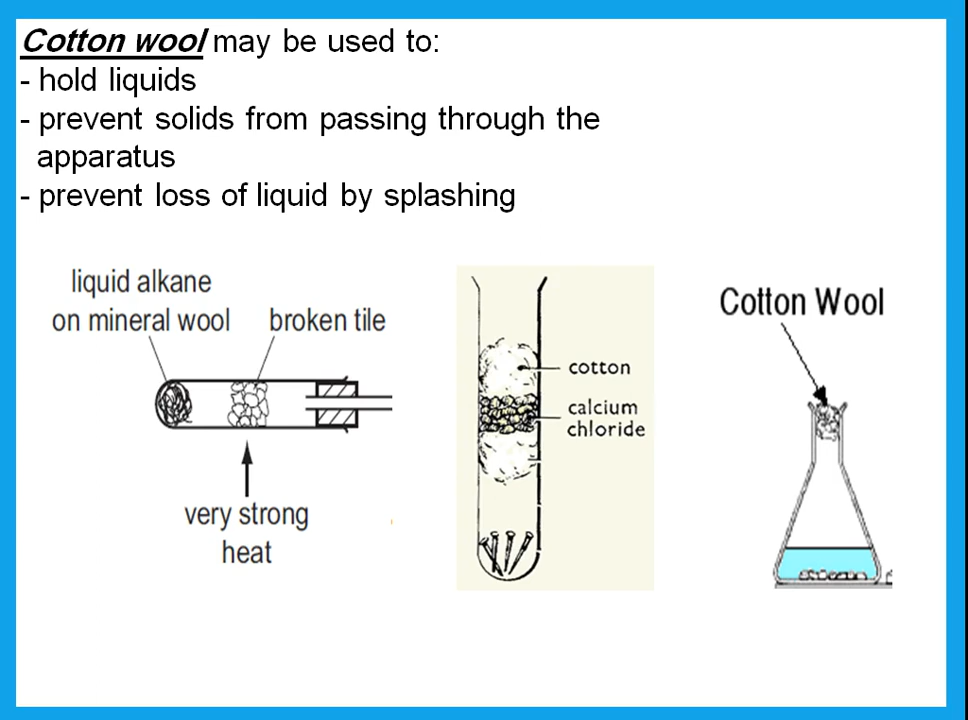 Cotton wool may be used to:
- hold liquids
- prevent solids from passing through the
apparatus
- prevent loss of liquid by splashing
liquid alkane
on mineral wool
broken tile
very strong
heat
cotton
calcium
chloride
Cotton Wool